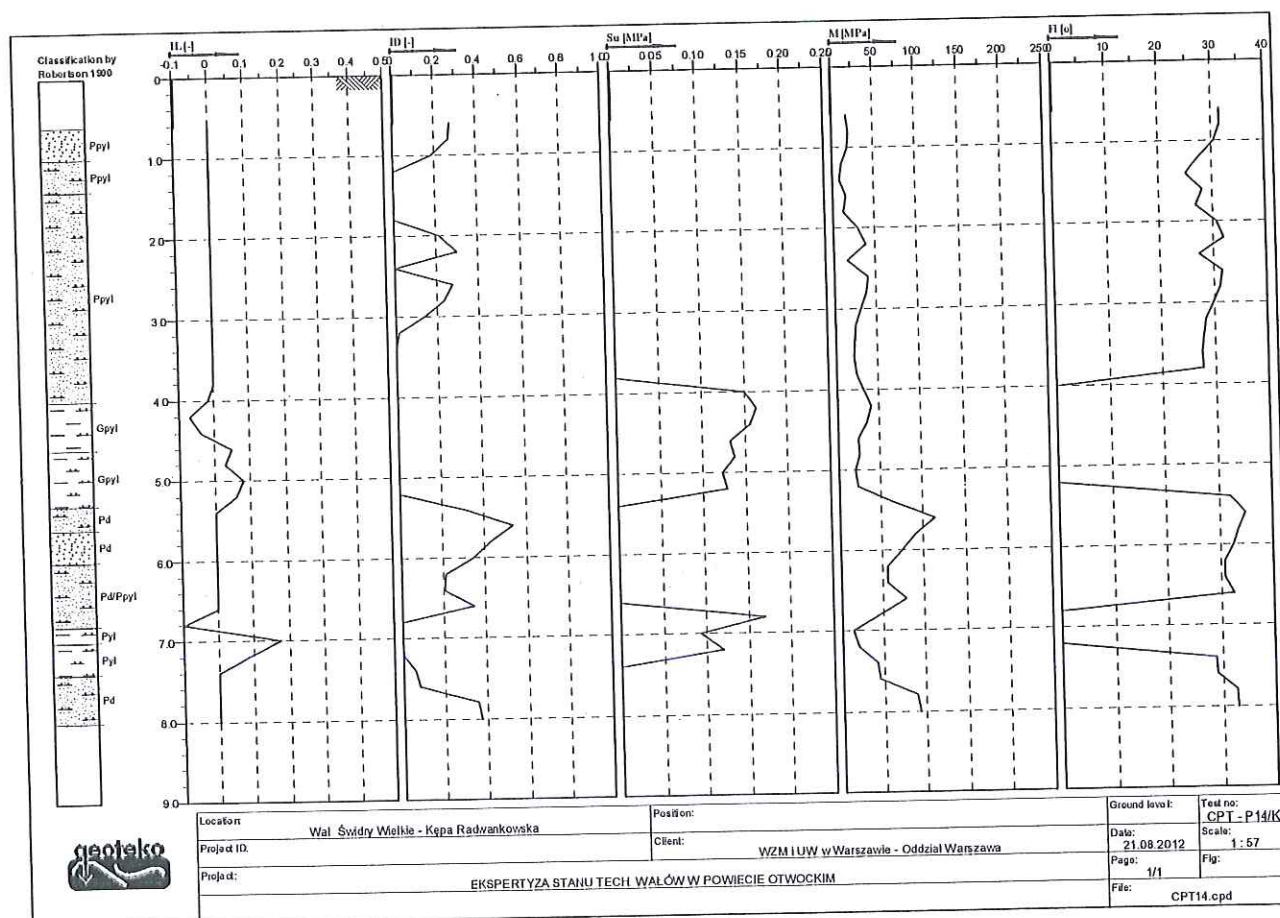 Classification by
Robertson 1990
IL [-]
-0.1 0 0.1 0.2 0.3 0.4 0.5
ID [-]
0 0.2 0.4 0.6 0.8 1.0
Su [MPa]
0 0.05 0.10 0.15 0.20 0.25
M [MPa]
0 50 100 150 200 250
FI [o]
0 10 20 30 40
0
1.0
2.0
3.0
4.0
5.0
6.0
7.0
8.0
9.0
Ppyl
Ppyl
Ppyl
Gpyl
Gpyl
Pd
Pd
Pd/Ppyl
Pyl
Pyl
Pd
geoteko
Location:
Wal Świdry Wielkie - Kępa Radwankowska
Position:
Ground level:
Test no:
CPT - P14/K
Project ID:
Client:
WZM i UW w Warszawie - Oddział Warszawa
Date:
21.08.2012
Scale:
1 : 57
Project:
EKSPERTYZA STANU TECH. WAŁÓW W POWIECIE OTWOCKIM
Page:
1/1
Fig:
File:
CPT14.cpd